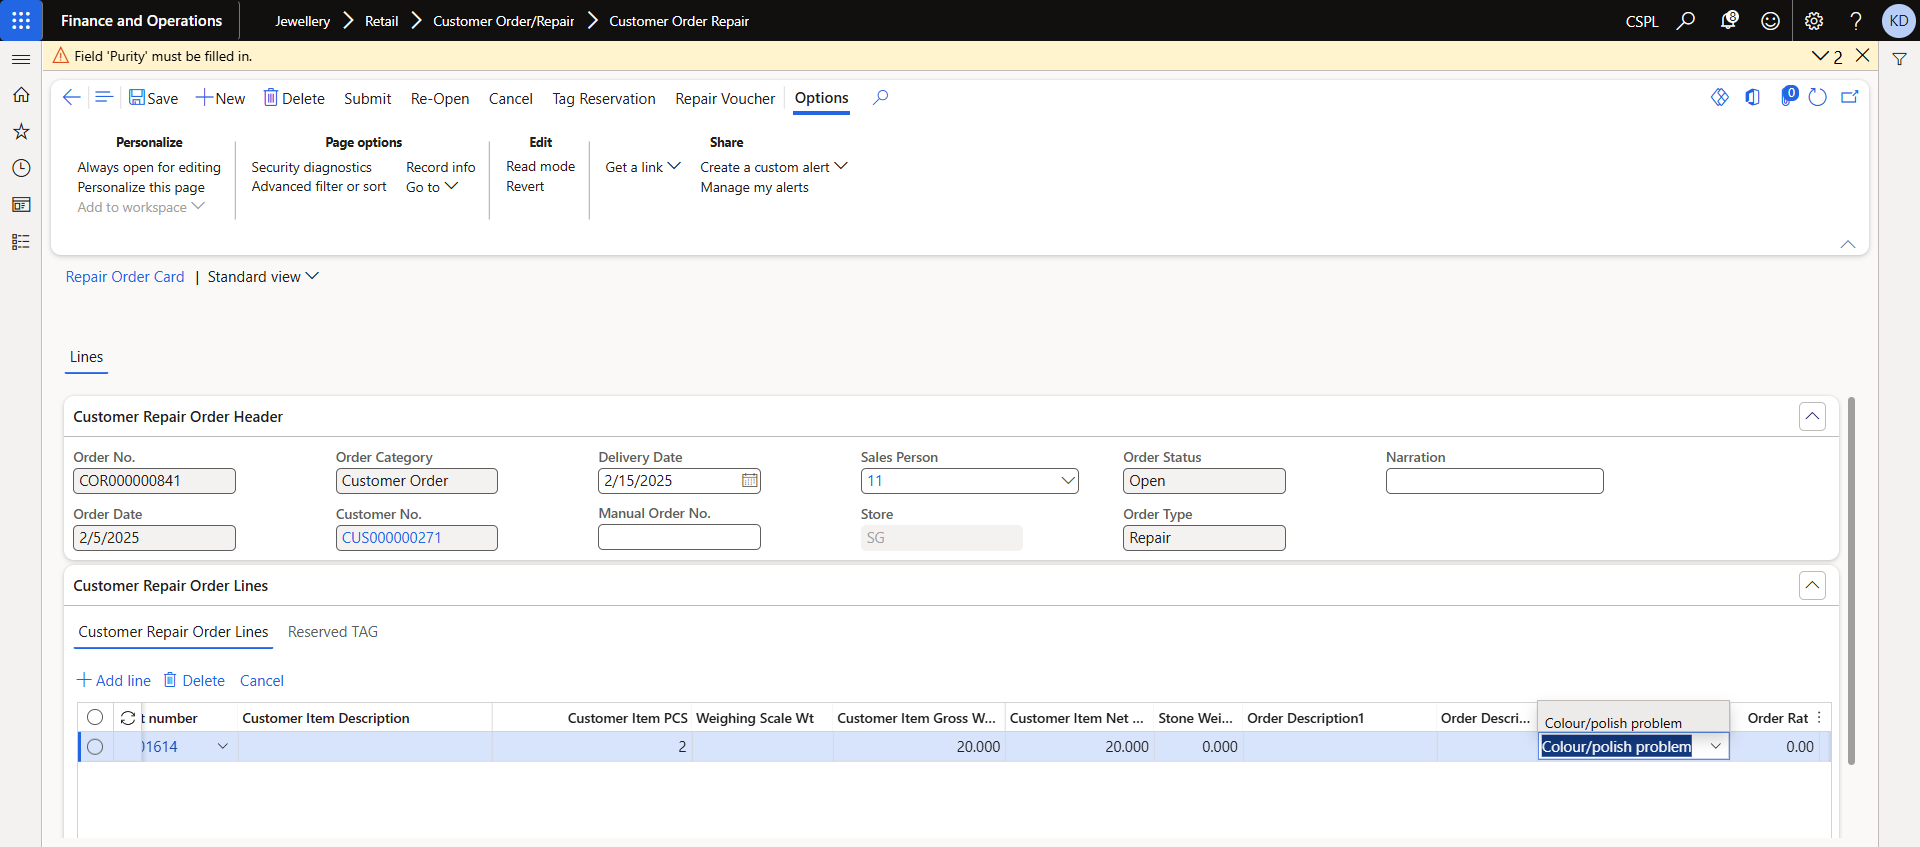 Finance and Operations
Jewellery
Retail
Customer Order/Repair
Customer Order Repair
CSPL
8
KD
Field 'Purity' must be filled in.
2
Save
New
Delete
Submit
Re-Open
Cancel
Tag Reservation
Repair Voucher
Options
0
Personalize
Always open for editing
Personalize this page
Add to workspace
Page options
Security diagnostics
Advanced filter or sort
Record info
Go to
Edit
Read mode
Revert
Get a link
Share
Create a custom alert
Manage my alerts
Repair Order Card | Standard view
Lines
Customer Repair Order Header
Order No.
COR000000841
Order Date
2/5/2025
Order Category
Customer Order
Customer No.
CUS000000271
Delivery Date
2/15/2025
Manual Order No.
Sales Person
11
Store
SG
Order Status
Open
Order Type
Repair
Narration
Customer Repair Order Lines
Customer Repair Order Lines
Reserved TAG
Add line
Delete
Cancel
t number
Customer Item Description
Customer Item PCS
Weighing Scale Wt
Customer Item Gross W...
Customer Item Net ...
Stone Wei...
Order Description1
Order Descri...
Colour/polish problem
Order Rat
01614
2
20.000
20.000
0.000
Colour/polish problem
0.00